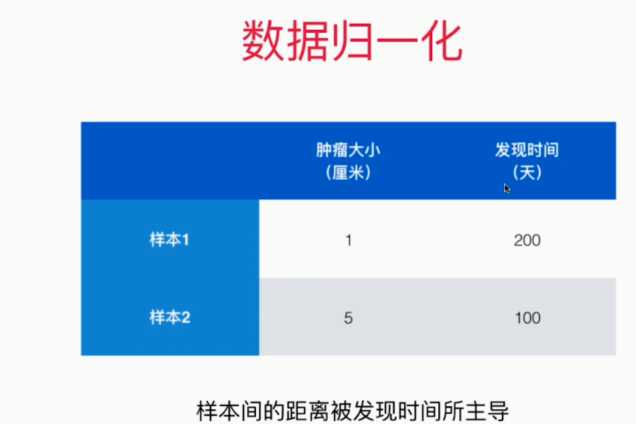 数据归一化
肿瘤大小 发现时间
（厘米） （天）
样本1 1 200
样本2 5 100
样本间的距离被发现时间所主导